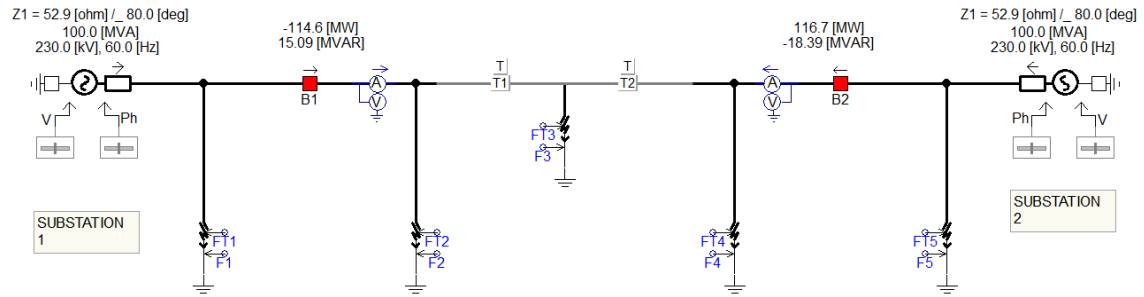 Z1 = 52.9 [ohm] /_ 80.0 [deg]
100.0 [MVA]
230.0 [kV], 60.0 [Hz]
-114.6 [MW]
15.09 [MVAR]
116.7 [MW]
-18.39 [MVAR]
Z1 = 52.9 [ohm] /_ 80.0 [deg]
100.0 [MVA]
230.0 [kV], 60.0 [Hz]
B1
A
V
T
T1
T
T2
A
V
B2
V
Ph
Ph
V
FT3
F3
SUBSTATION
1
FT1
F1
FT2
F2
FT4
F4
FT5
F5
SUBSTATION
2